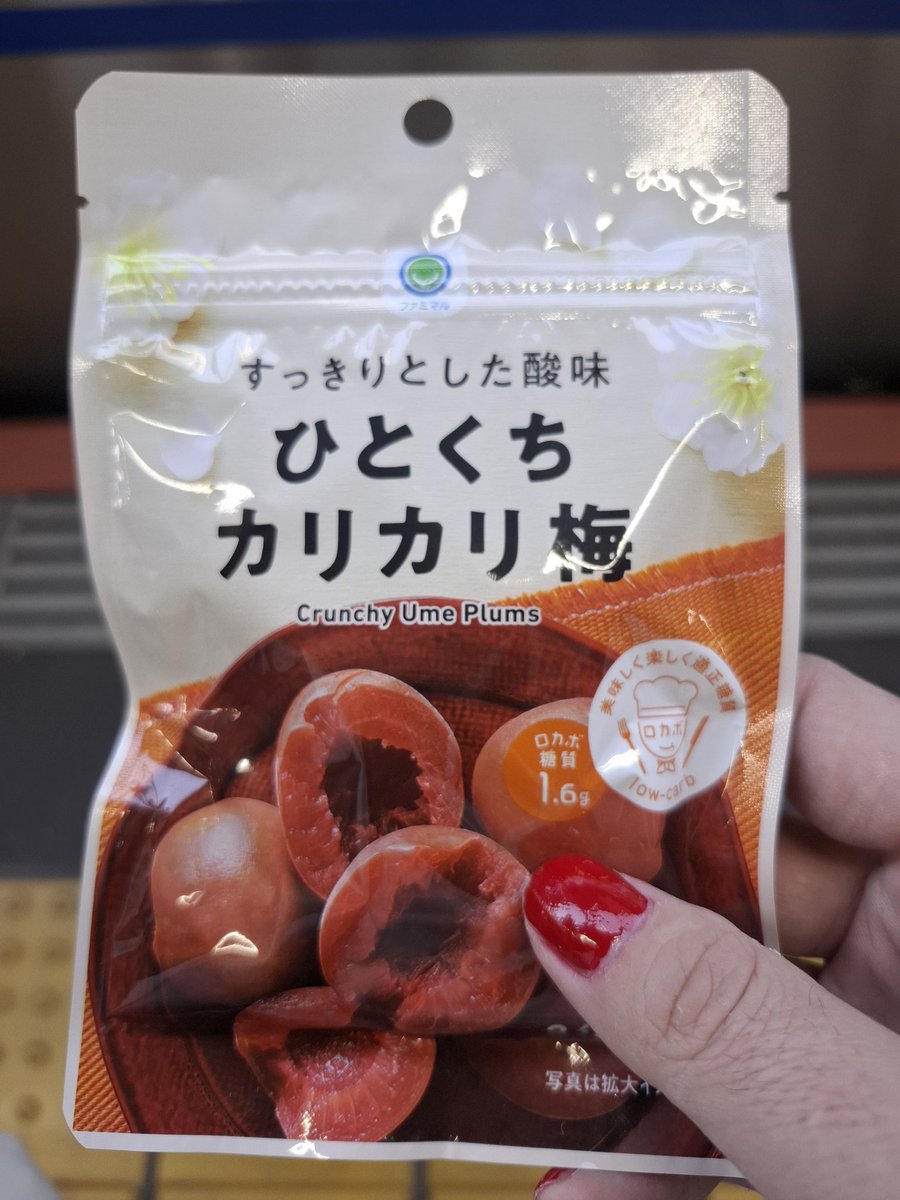 ファミマル
すっきりとした酸味
ひとくち
カリカリ梅
Crunchy Ume Plums
美味しく楽しく適正糖質
ロカボ
low-carb
ロカボ
糖質
1.6g
写真は拡大イ